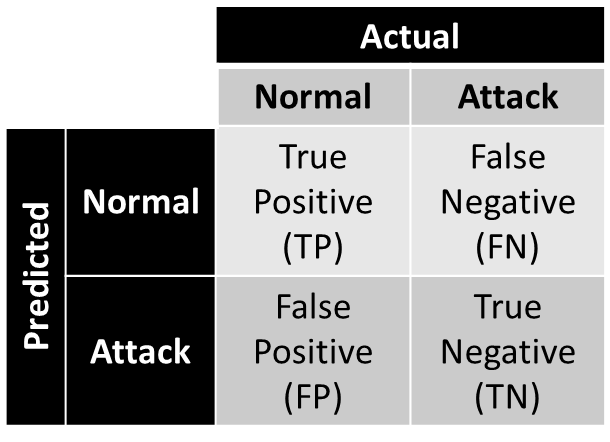 Actual
Normal Attack
Predicted
Normal
True
Positive
(TP)
False
Negative
(FN)
Attack
False
Positive
(FP)
True
Negative
(TN)